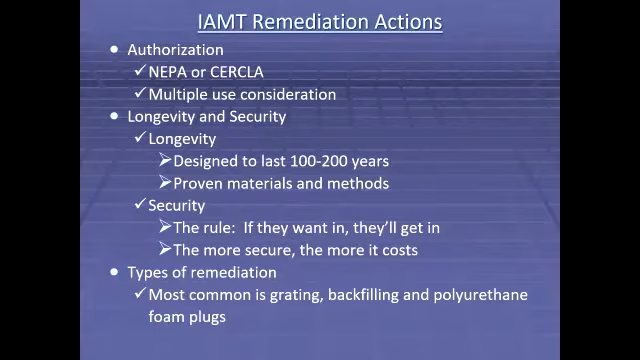 IAMT Remediation Actions
• Authorization
✓NEPA or CERCLA
✓Multiple use consideration
• Longevity and Security
✓Longevity
➢Designed to last 100-200 years
➢Proven materials and methods
✓Security
➢The rule: If they want in, they'll get in
➢The more secure, the more it costs
• Types of remediation
✓Most common is grating, backfilling and polyurethane
foam plugs